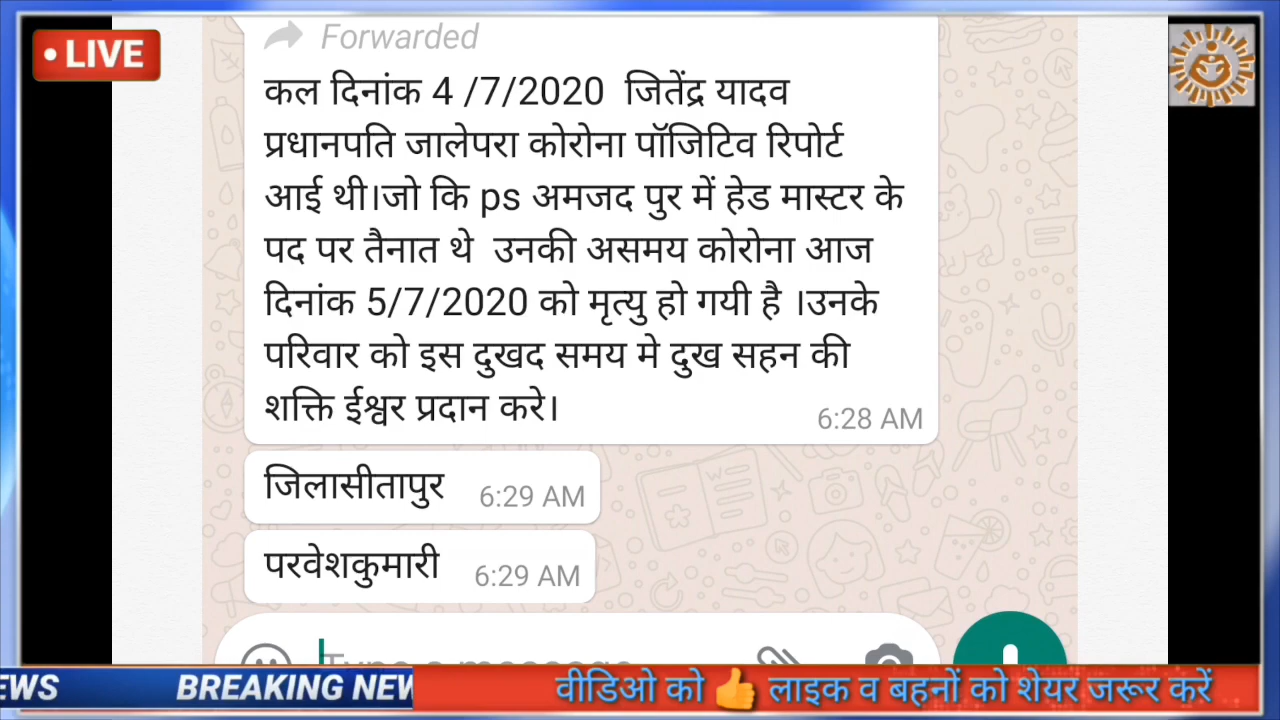 • LIVE
Forwarded
कल दिनांक 4 /7/2020 जितेंद्र यादव
प्रधानपति जालेपरा कोरोना पॉजिटिव रिपोर्ट
आई थी।जो कि ps अमजद पुर में हेड मास्टर के
पद पर तैनात थे उनकी असमय कोरोना आज
दिनांक 5/7/2020 को मृत्यु हो गयी है ।उनके
परिवार को इस दुखद समय मे दुख सहन की
शक्ति ईश्वर प्रदान करे।
6:28 AM
जिलासीतापुर 6:29 AM
परवेशकुमारी 6:29 AM
Type a message
EWS BREAKING NEW वीडिओ को 👍 लाइक व बहनों को शेयर जरूर करें